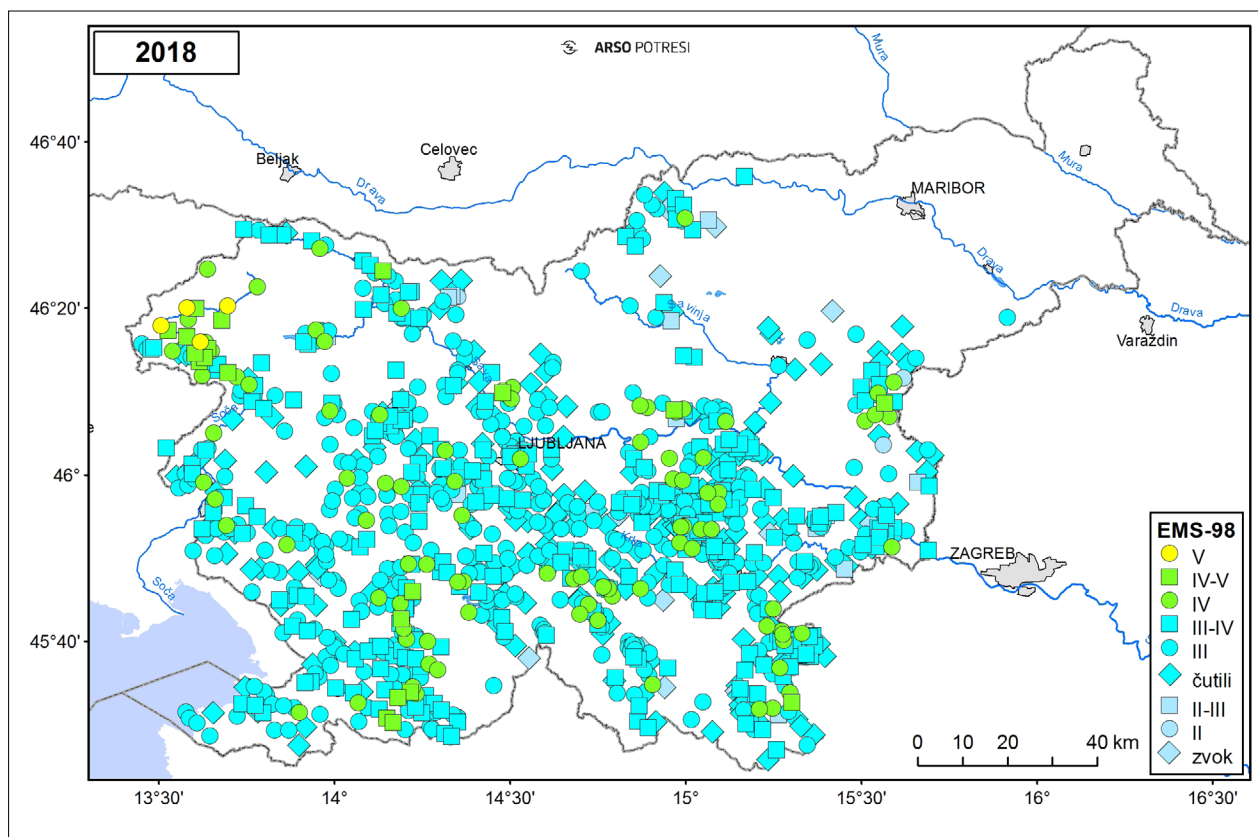 2018
ARSO POTRESI
Mura
46°40'
Beljak
Celovec
Drava
MARIBOR
Mura
Drava
46°20'
Savinja
Drava
Varaždin
Sava
Soča
LJUBLJANA
46°
Krka
ZAGREB
Soča
45°40'
EMS-98
V
IV-V
IV
III-IV
III
čutili
II-III
II
zvok
0 10 20 40 km
13°30' 14° 14°30' 15° 15°30' 16° 16°30'